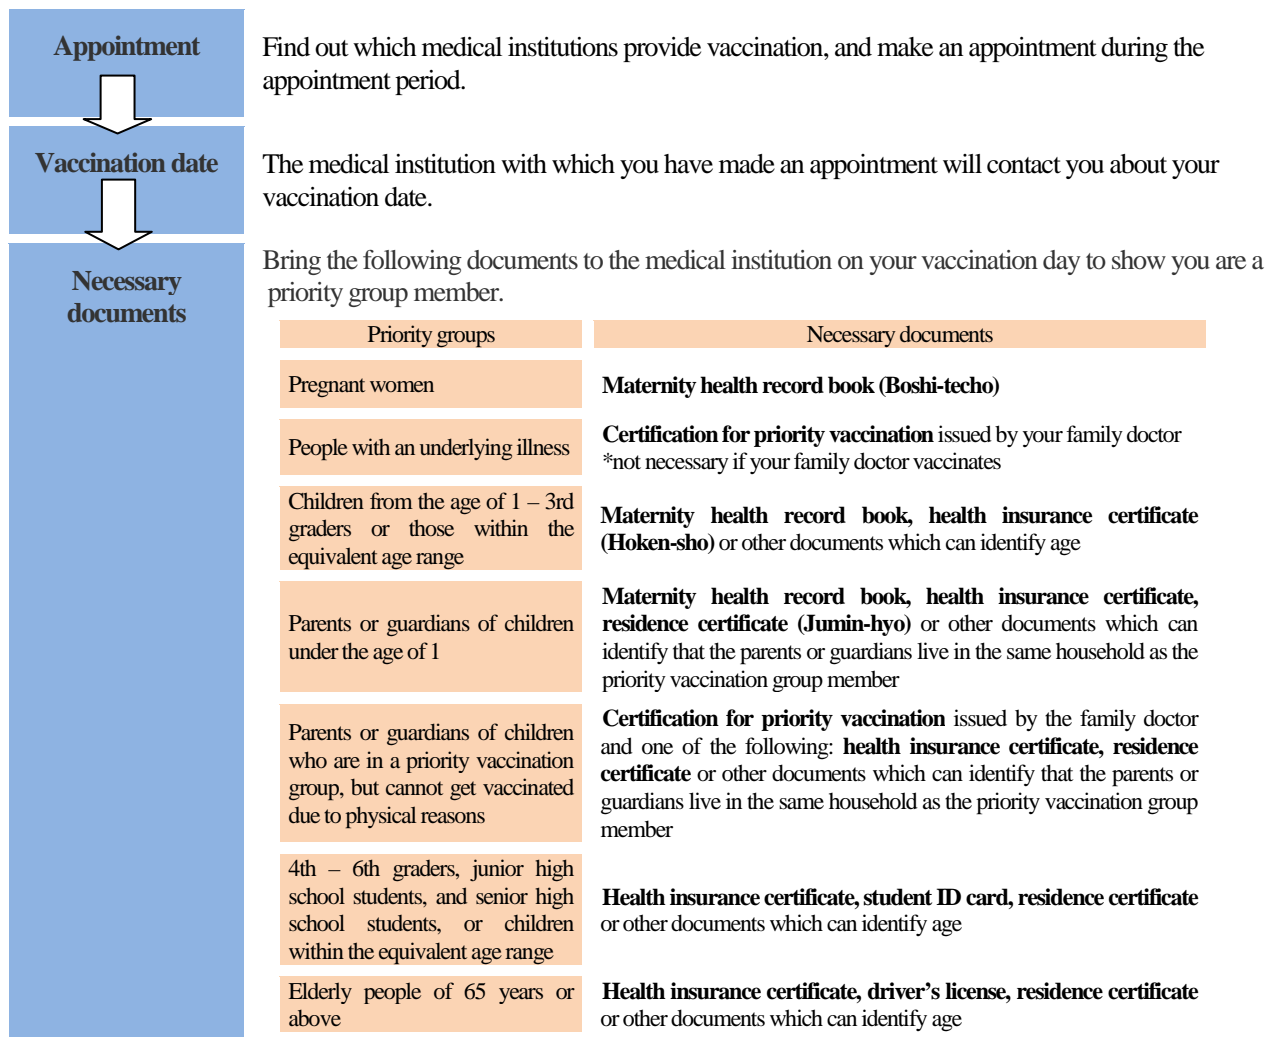 Appointment
Find out which medical institutions provide vaccination, and make an appointment during the
appointment period.
Vaccination date
The medical institution with which you have made an appointment will contact you about your
vaccination date.
Necessary
documents
Bring the following documents to the medical institution on your vaccination day to show you are a
priority group member.
Priority groups
Necessary documents
Pregnant women
Maternity health record book (Boshi-techo)
People with an underlying illness
Certification for priority vaccination issued by your family doctor
*not necessary if your family doctor vaccinates
Children from the age of 1 – 3rd
graders or those within the
equivalent age range
Maternity health record book, health insurance certificate
(Hoken-sho) or other documents which can identify age
Parents or guardians of children
under the age of 1
Maternity health record book, health insurance certificate,
residence certificate (Jumin-hyo) or other documents which can
identify that the parents or guardians live in the same household as the
priority vaccination group member
Parents or guardians of children
who are in a priority vaccination
group, but cannot get vaccinated
due to physical reasons
Certification for priority vaccination issued by the family doctor
and one of the following: health insurance certificate, residence
certificate or other documents which can identify that the parents or
guardians live in the same household as the priority vaccination group
member
4th – 6th graders, junior high
school students, and senior high
school students, or children
within the equivalent age range
Health insurance certificate, student ID card, residence certificate
or other documents which can identify age
Elderly people of 65 years or
above
Health insurance certificate, driver's license, residence certificate
or other documents which can identify age